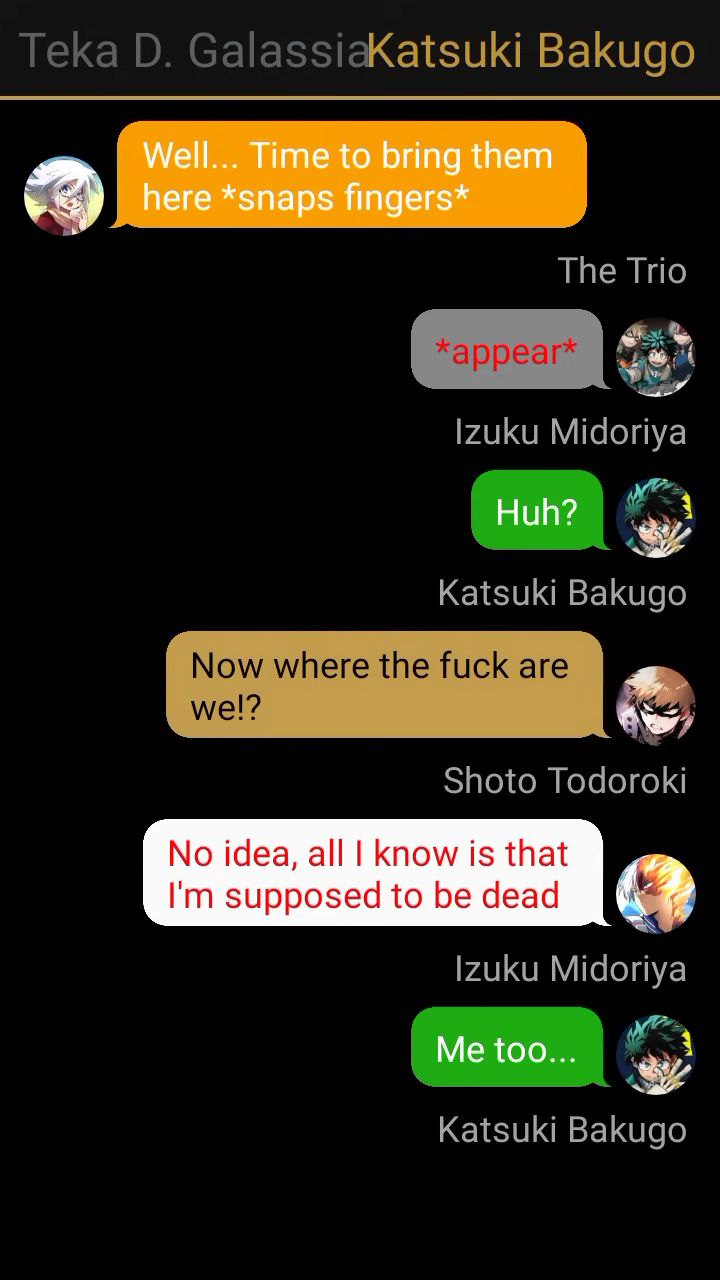 Teka D. Galassia Katsuki Bakugo
Well... Time to bring them
here *snaps fingers*
The Trio
*appear*
Izuku Midoriya
Huh?
Katsuki Bakugo
Now where the fuck are
we!?
Shoto Todoroki
No idea, all I know is that
I'm supposed to be dead
Izuku Midoriya
Me too...
Katsuki Bakugo